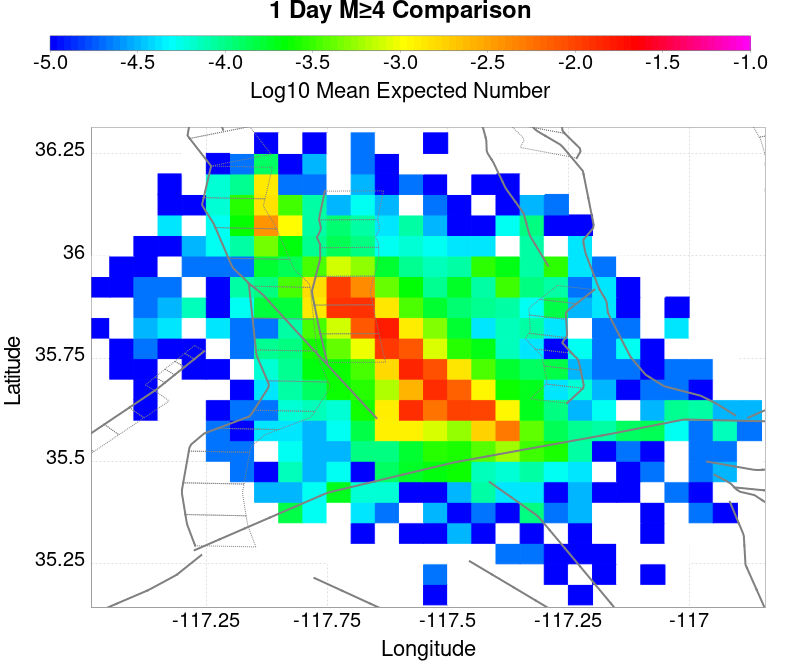 1 Day M≥4 Comparison
-5.0 -4.5 -4.0 -3.5 -3.0 -2.5 -2.0 -1.5 -1.0
Log10 Mean Expected Number
36.25
36
35.75
35.5
35.25
Latitude
-117.25 -117.75 -117.5 -117.25 -117
Longitude